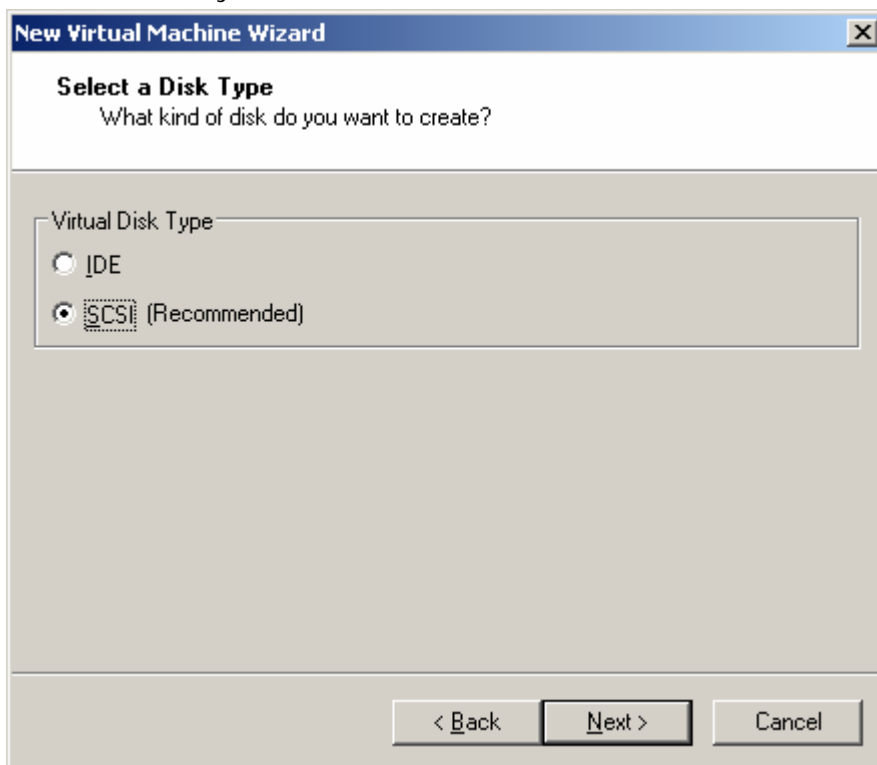 New Virtual Machine Wizard
Select a Disk Type
What kind of disk do you want to create?
Virtual Disk Type
IDE
SCSI (Recommended)
< Back Next > Cancel